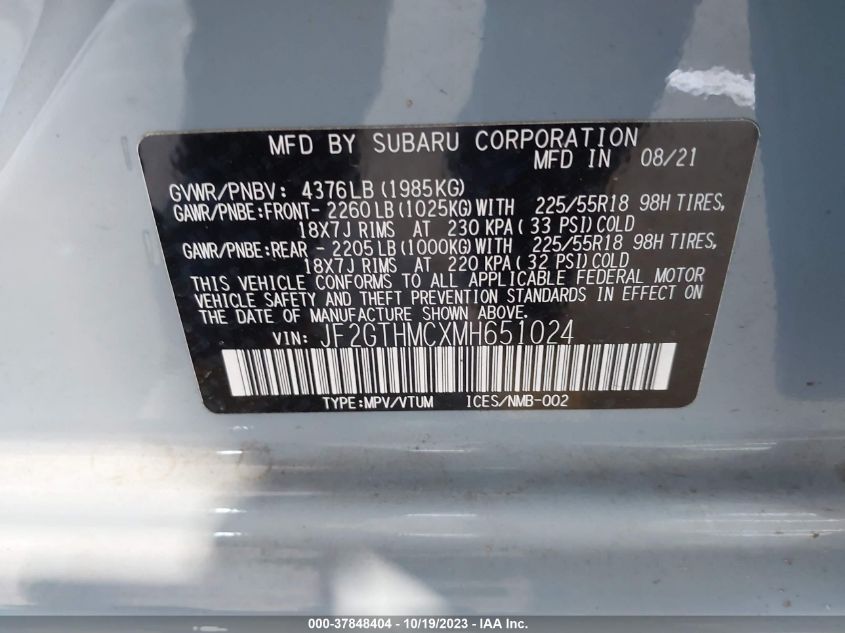 MFD BY SUBARU CORPORATION
MFD IN 08/21
GVWR/PNBV: 4376LB(1985KG)
GAWR/PNBE:FRONT- 2260LB(1025KG)WITH 225/55R18 98H TIRES,
18X7J RIMS AT 230 KPA( 33 PSI)COLD
GAWR/PNBE:REAR - 2205LB(1000KG)WITH 225/55R18 98H TIRES,
18X7J RIMS AT 220 KPA( 32 PSI)COLD
THIS VEHICLE CONFORMS TO ALL APPLICABLE FEDERAL MOTOR
VEHICLE SAFETY AND THEFT PREVENTION STANDARDS IN EFFECT ON
THE DATE OF MANUFACTURE SHOWN ABOVE.
VIN: JF2GTHMCXMH651024
TYPE:MPV/VTUM ICES/NMB-002
000-37848404 - 10/19/2023 - IAA Inc.